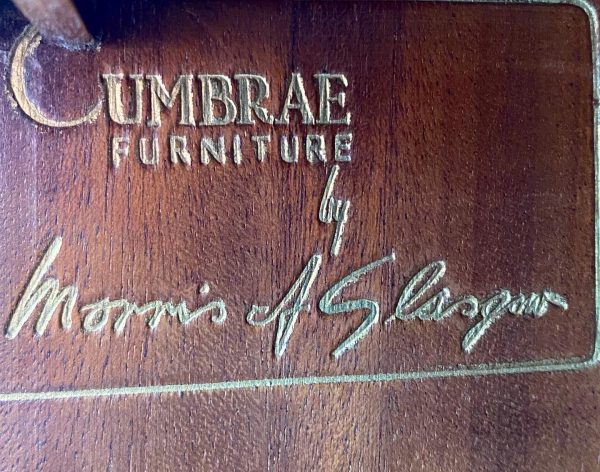 CUMBRAE
FURNITURE
by
Morris of Glasgow